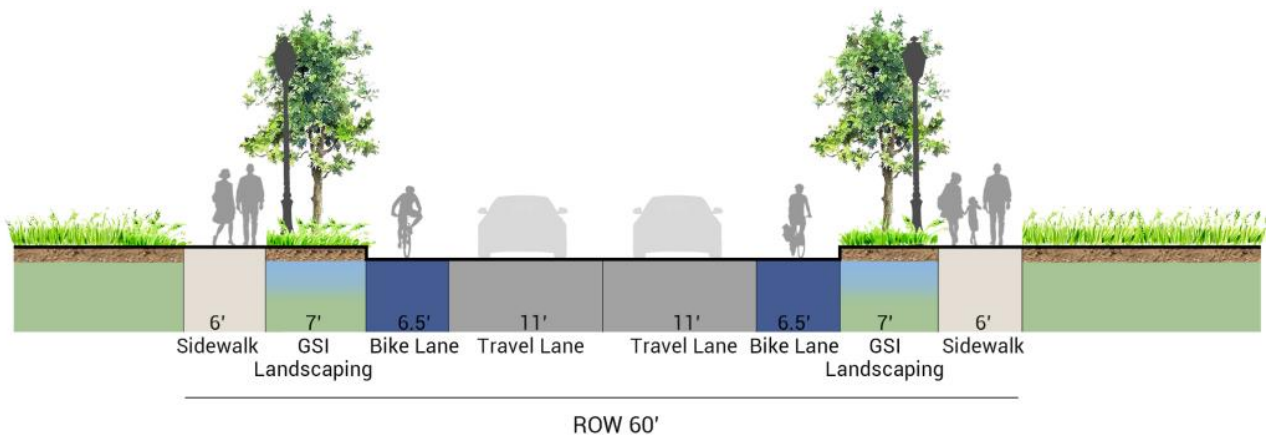 6' 7' 6.5' 11' 11' 6.5' 7' 6'
Sidewalk GSI Bike Lane Travel Lane Travel Lane Bike Lane GSI Sidewalk
Landscaping Landscaping
ROW 60'